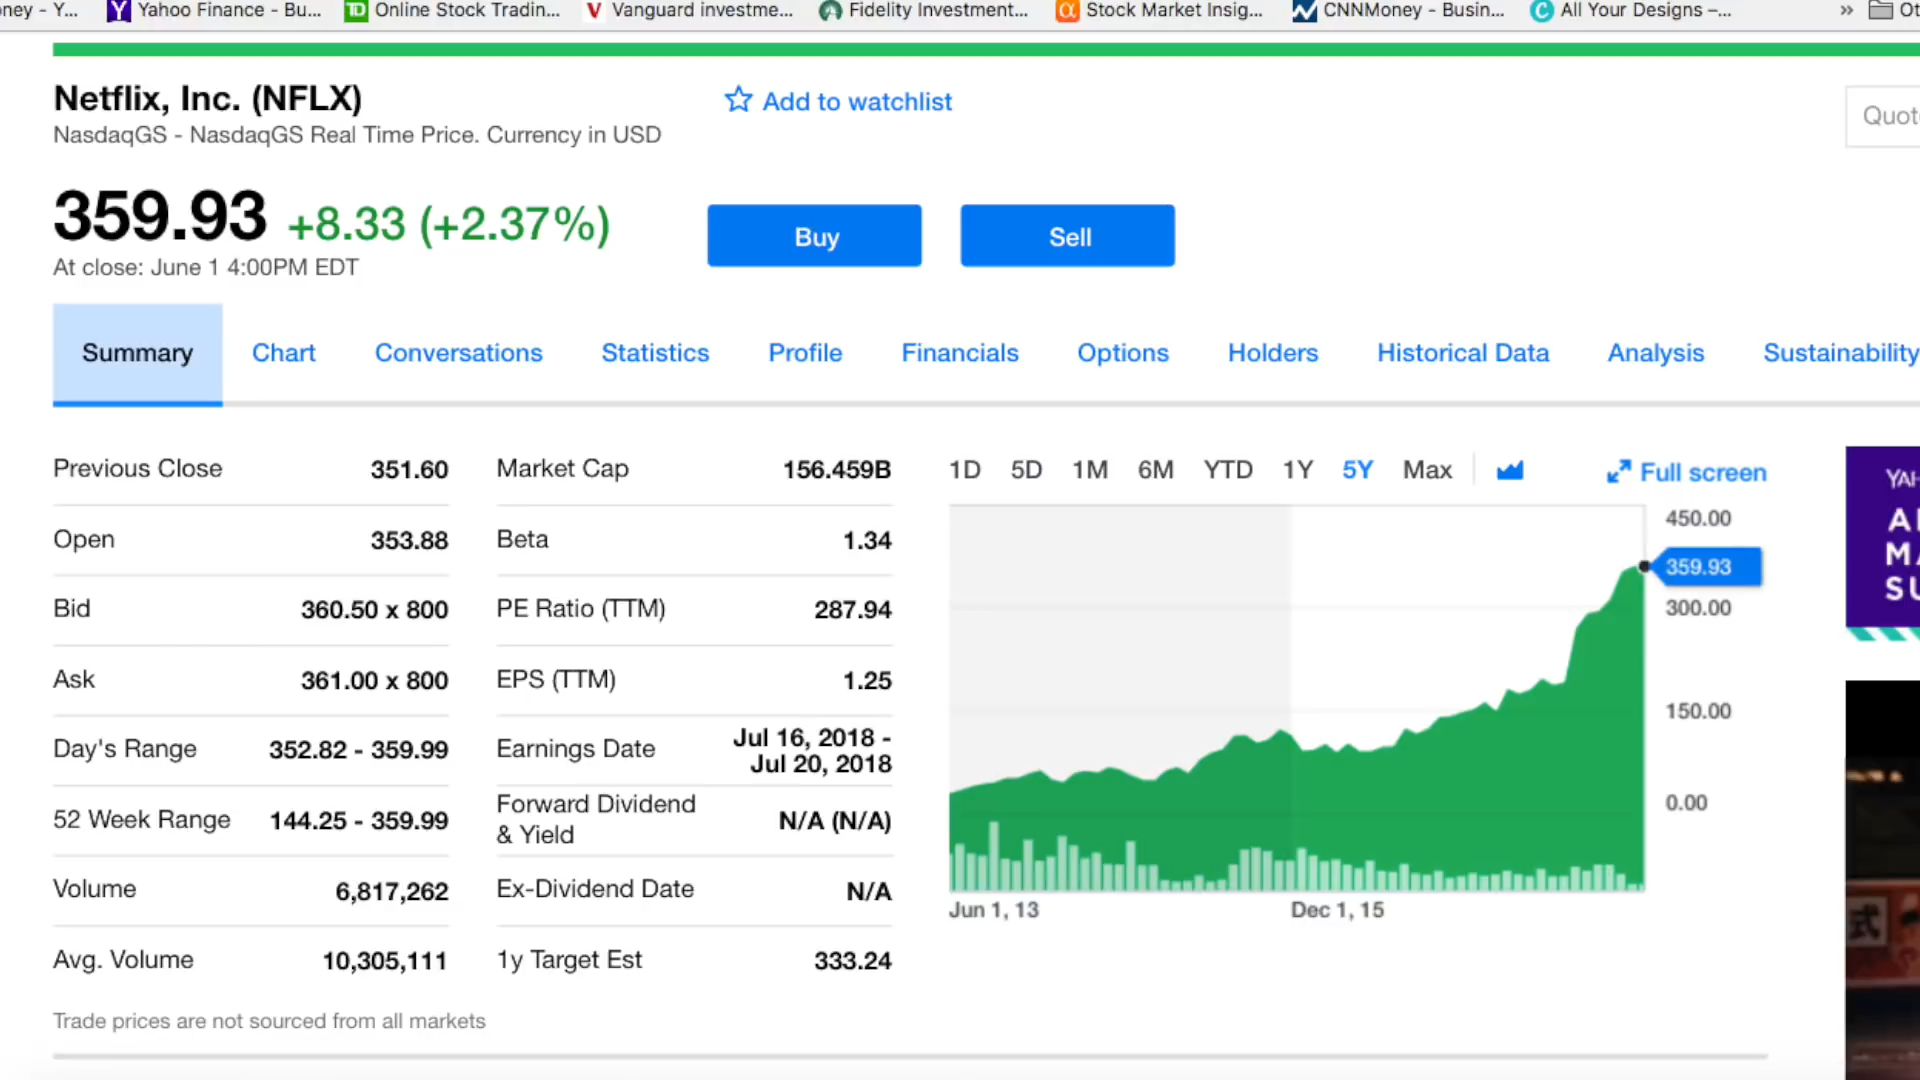 ney - Y... Yahoo Finance - Bu... TD Online Stock Tradin... V Vanguard investme... Fidelity Investment... Stock Market Insig... CNNMoney - Busin... All Your Designs –... » Ot
Netflix, Inc. (NFLX) Add to watchlist
NasdaqGS - NasdaqGS Real Time Price. Currency in USD
Quot
359.93 +8.33 (+2.37%)
Buy Sell
At close: June 1 4:00PM EDT
Summary Chart Conversations Statistics Profile Financials Options Holders Historical Data Analysis Sustainability
Previous Close 351.60
Open 353.88
Bid 360.50 x 800
Ask 361.00 x 800
Day's Range 352.82 - 359.99
52 Week Range 144.25 - 359.99
Volume 6,817,262
Avg. Volume 10,305,111
Market Cap 156.459B
Beta 1.34
PE Ratio (TTM) 287.94
EPS (TTM) 1.25
Earnings Date Jul 16, 2018 -
Jul 20, 2018
Forward Dividend
& Yield N/A (N/A)
Ex-Dividend Date N/A
1y Target Est 333.24
1D 5D 1M 6M YTD 1Y 5Y Max Full screen
450.00
359.93
300.00
150.00
0.00
Jun 1, 13 Dec 1, 15
Trade prices are not sourced from all markets
YAH
式